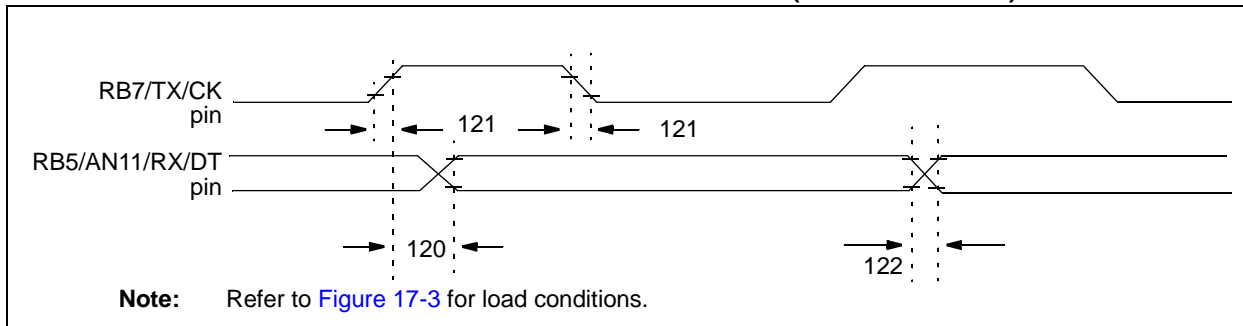 RB7/TX/CK
pin
121
121
RB5/AN11/RX/DT
pin
120
122
Note: Refer to Figure 17-3 for load conditions.